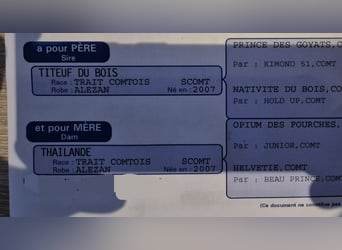 a pour PÈRE
Sire
TITEUF DU BOIS
Race : TRAIT COMTOIS SCOMT
Robe : ALEZAN Né en : 2007
PRINCE DES GOYATS,C
Par : KIMONO 51,COMT
NATIVITE DU BOIS,CO
Par : HOLD UP,COMT
et pour MÈRE
Dam
THAILANDE
Race : TRAIT COMTOIS SCOMT
Robe : ALEZAN Née en : 2007
OPIUM DES FOURCHES,
Par : JUNIOR,COMT
HELVETIE,COMT
Par : BEAU PRINCE,COMT
(Ce document ne constitue pas